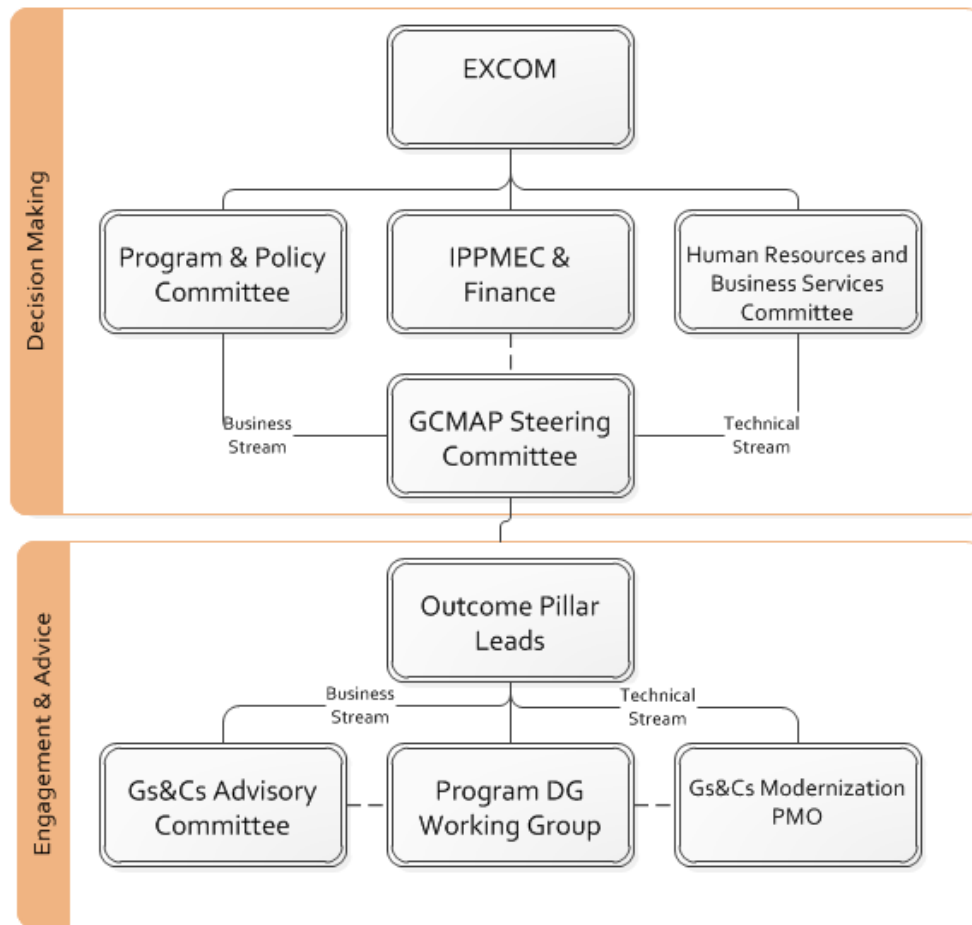 Decision Making
EXCOM
Program & Policy
Committee
IPPMEC &
Finance
Human Resources and
Business Services
Committee
Business
Stream
GCMAP Steering
Committee
Technical
Stream
Engagement & Advice
Outcome Pillar
Leads
Business
Stream
Technical
Stream
Gs&Cs Advisory
Committee
Program DG
Working Group
Gs&Cs Modernization
PMO